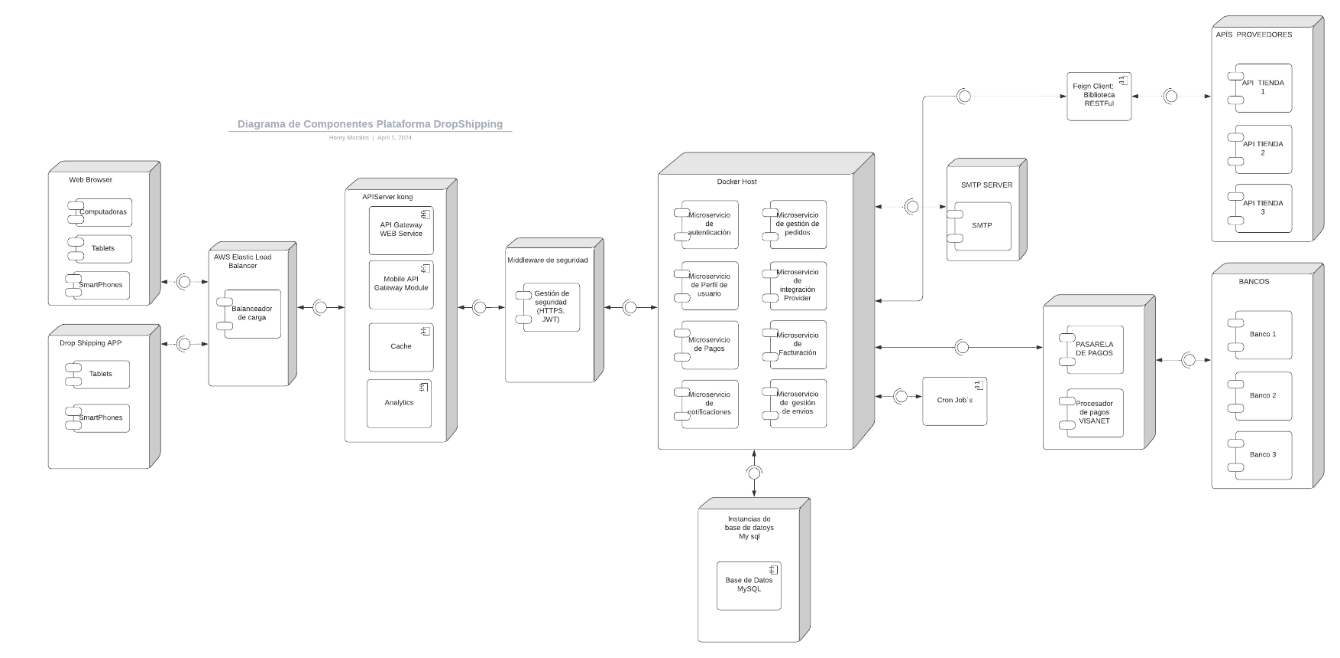 Diagrama de Componentes Plataforma DropShipping
Henry Morales | April 1, 2024
Web Browser
Computadoras
Tablets
SmartPhones
Drop Shipping APP
Tablets
SmartPhones
AWS Elastic Load
Balancer
Balanceador
de carga
APIServer kong
API Gateway
WEB Service
Mobile API
Gateway Module
Cache
Analytics
Middleware de seguridad
Gestión de
seguridad
(HTTPS,
JWT)
Docker Host
Microservicio
de
autenticación
Microservicio
de gestión de
pedidos
Microservicio
de Perfil de
usuario
Microservicio
de
integración
Provider
Microservicio
de Pagos
Microservicio
de
Facturación
Microservicio
de
notificaciones
Microservicio
de gestión
de envios
Instancias de
base de datoys
My sql
Base de Datos
MySQL
SMTP SERVER
SMTP
Cron Job´s
Feign Client;
Biblioteca
RESTFul
APÍS PROVEEDORES
API TIENDA
1
API TIENDA
2
API TIENDA
3
PASARELA
DE PAGOS
Procesador
de pagos
VISANET
BANCOS
Banco 1
Banco 2
Banco 3